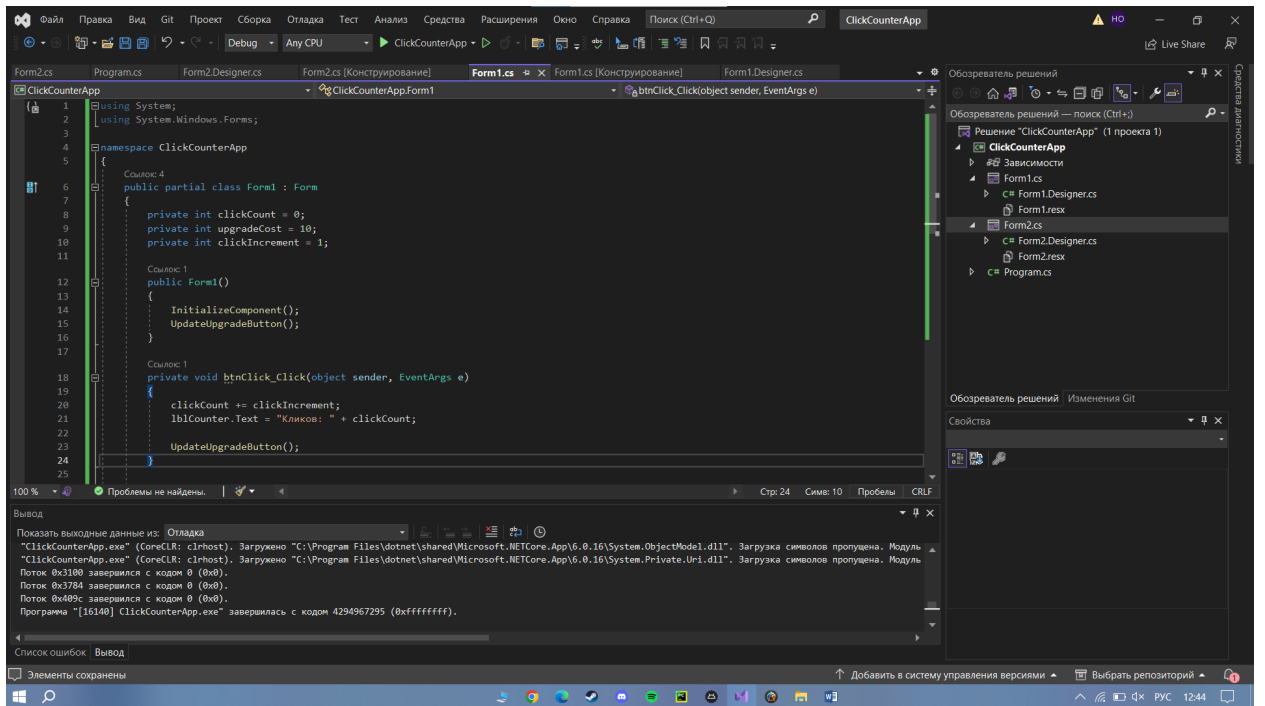 Файл Правка Вид Git Проект Сборка Отладка Тест Анализ Средства Расширения Окно Справка Поиск (Ctrl+Q) ClickCounterApp НО
Debug Any CPU ClickCounterApp Live Share
Form2.cs Program.cs Form2.Designer.cs Form2.cs [Конструирование] Form1.cs Form1.cs [Конструирование] Form1.Designer.cs
ClickCounterApp ClickCounterApp.Form1 btnClick_Click(object sender, EventArgs e)
1 using System;
2 using System.Windows.Forms;
3
4 namespace ClickCounterApp
5 {
Ссылок: 4
6 public partial class Form1 : Form
7 {
8 private int clickCount = 0;
9 private int upgradeCost = 10;
10 private int clickIncrement = 1;
11
Ссылок: 1
12 public Form1()
13 {
14 InitializeComponent();
15 UpdateUpgradeButton();
16 }
17
Ссылок: 1
18 private void btnClick_Click(object sender, EventArgs e)
19 {
20 clickCount += clickIncrement;
21 lblCounter.Text = "Кликов: " + clickCount;
22
23 UpdateUpgradeButton();
24 }
25
100 % Проблемы не найдены. Стр: 24 Симв: 10 Пробелы CRLF
Вывод
Показать выходные данные из: Отладка
"ClickCounterApp.exe" (CoreCLR: clrhost). Загружено "C:\Program Files\dotnet\shared\Microsoft.NETCore.App\6.0.16\System.ObjectModel.dll". Загрузка символов пропущена. Модуль
"ClickCounterApp.exe" (CoreCLR: clrhost). Загружено "C:\Program Files\dotnet\shared\Microsoft.NETCore.App\6.0.16\System.Private.Uri.dll". Загрузка символов пропущена. Модуль
Поток 0x3100 завершился с кодом 0 (0x0).
Поток 0x3784 завершился с кодом 0 (0x0).
Поток 0x409c завершился с кодом 0 (0x0).
Программа "[16140] ClickCounterApp.exe" завершилась с кодом 4294967295 (0xffffffff).
Список ошибок Вывод
Обозреватель решений
Обозреватель решений — поиск (Ctrl+;)
Решение "ClickCounterApp" (1 проекта 1)
ClickCounterApp
Зависимости
Form1.cs
C# Form1.Designer.cs
Form1.resx
Form2.cs
C# Form2.Designer.cs
Form2.resx
C# Program.cs
Обозреватель решений Изменения Git
Свойства
Средства диагностики
Элементы сохранены Добавить в систему управления версиями Выбрать репозиторий 1
РУС 12:44